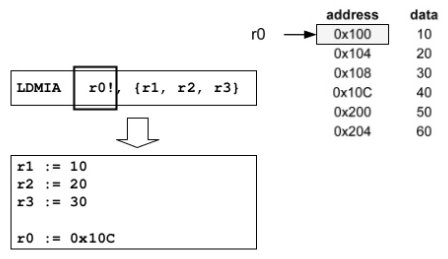 address data
r0 0x100 10
0x104 20
0x108 30
0x10C 40
0x200 50
0x204 60
LDMIA r0!, {r1, r2, r3}
r1 := 10
r2 := 20
r3 := 30
r0 := 0x10C